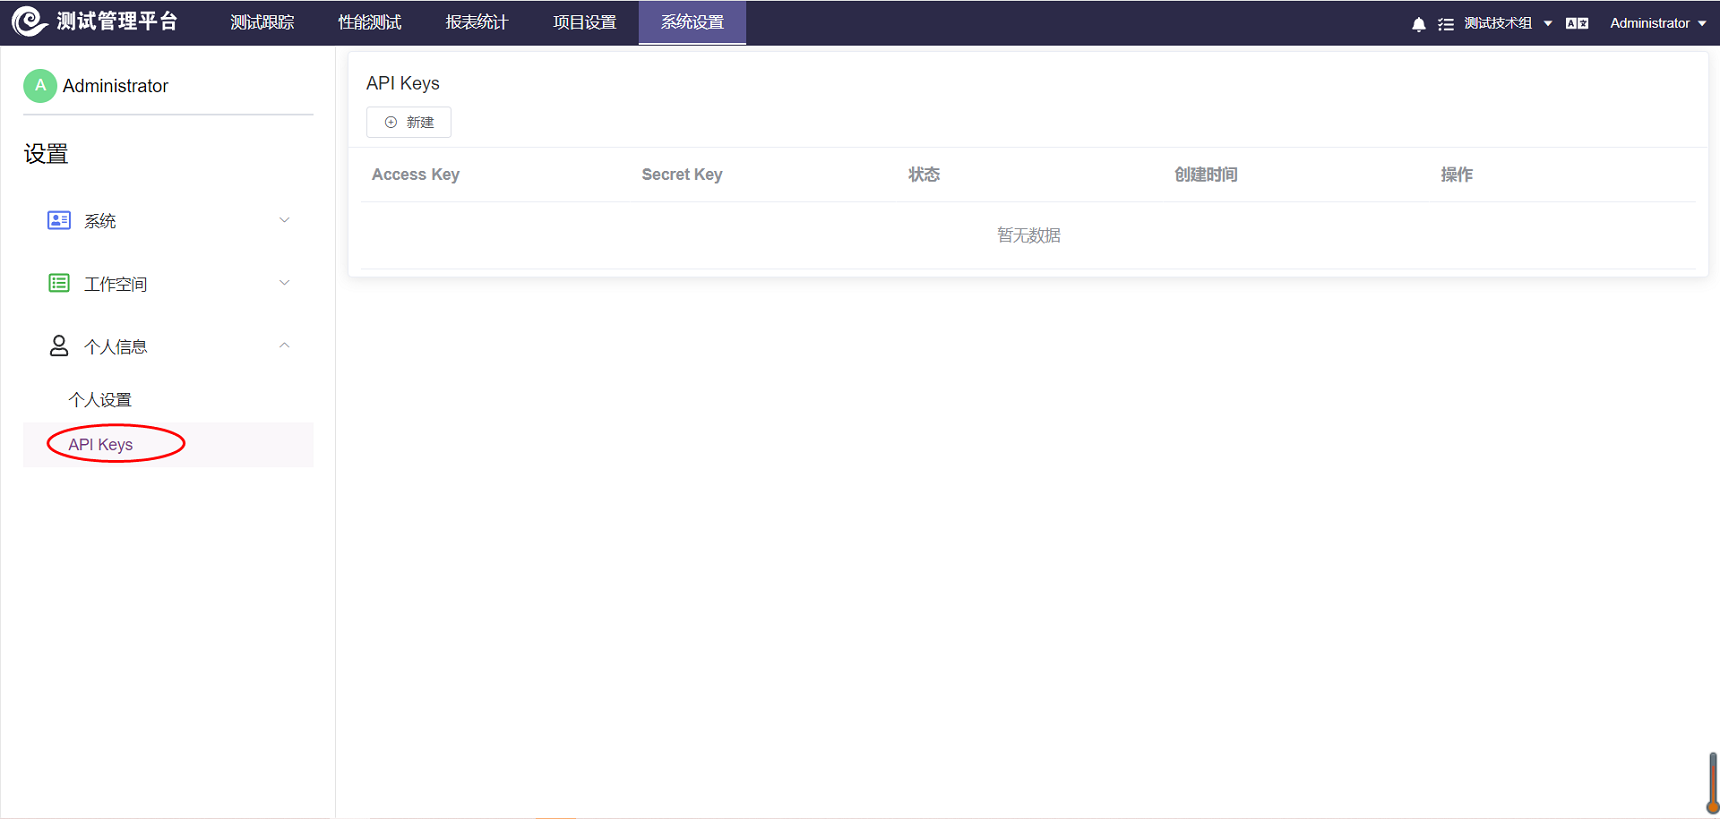 测试管理平台 测试跟踪 性能测试 报表统计 项目设置 系统设置 测试技术组 Administrator
A Administrator
设置
系统
工作空间
个人信息
个人设置
API Keys
API Keys
新建
Access Key Secret Key 状态 创建时间 操作
暂无数据